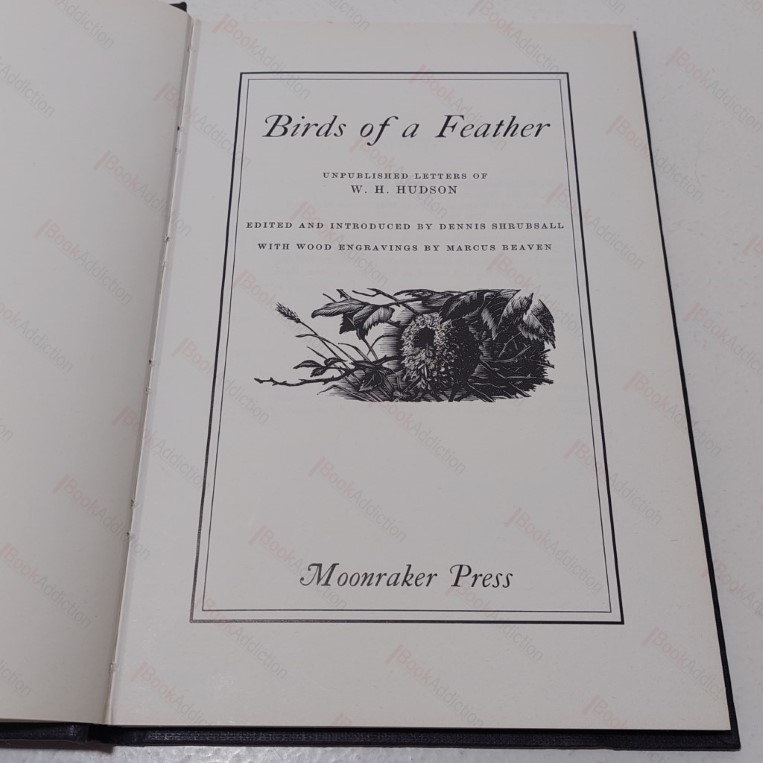 Birds of a Feather
UNPUBLISHED LETTERS OF
W. H. HUDSON
EDITED AND INTRODUCED BY DENNIS SHRUBSALL
WITH WOOD ENGRAVINGS BY MARCUS BEAVEN
Moonraker Press
iBookAddiction